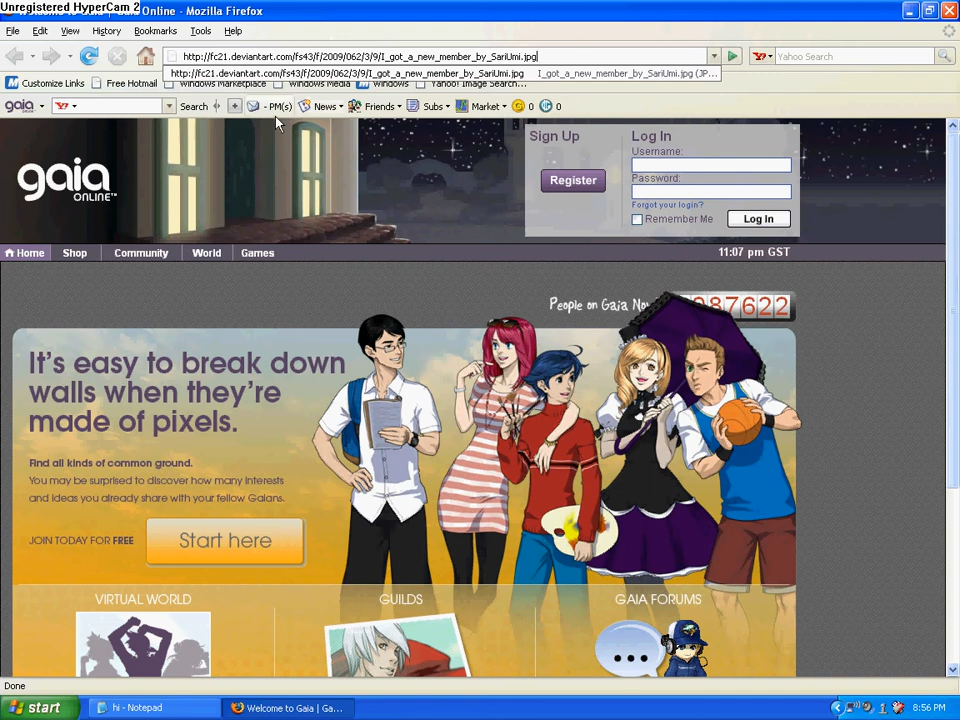 Unregistered HyperCam 2
Gaia Online - Mozilla Firefox
File Edit View History Bookmarks Tools Help
http://fc21.deviantart.com/fs43/f/2009/062/3/9/I_got_a_new_member_by_SariUmi.jpg
Yahoo Search
http://fc21.deviantart.com/fs43/f/2009/062/3/9/I_got_a_new_member_by_SariUmi.jpg I_got_a_new_member_by_SariUmi.jpg (JP...
Customize Links Free Hotmail Windows Marketplace Windows Media Windows Yahoo! Image Search...
gaia Search - PM(s) News Friends Subs Market 0 0
gaia
ONLINE™
Sign Up
Register
Log In
Username:
Password:
Forgot your login?
Remember Me
Log In
Home Shop Community World Games
11:07 pm GST
People on Gaia
87622
It's easy to break down
walls when they're
made of pixels.
Find all kinds of common ground.
You may be surprised to discover how many interests
and ideas you already share with your fellow Gaians.
JOIN TODAY FOR FREE
Start here
VIRTUAL WORLD
GUILDS
GAIA FORUMS
Done
start
hi - Notepad
Welcome to Gaia | Ga...
8:56 PM